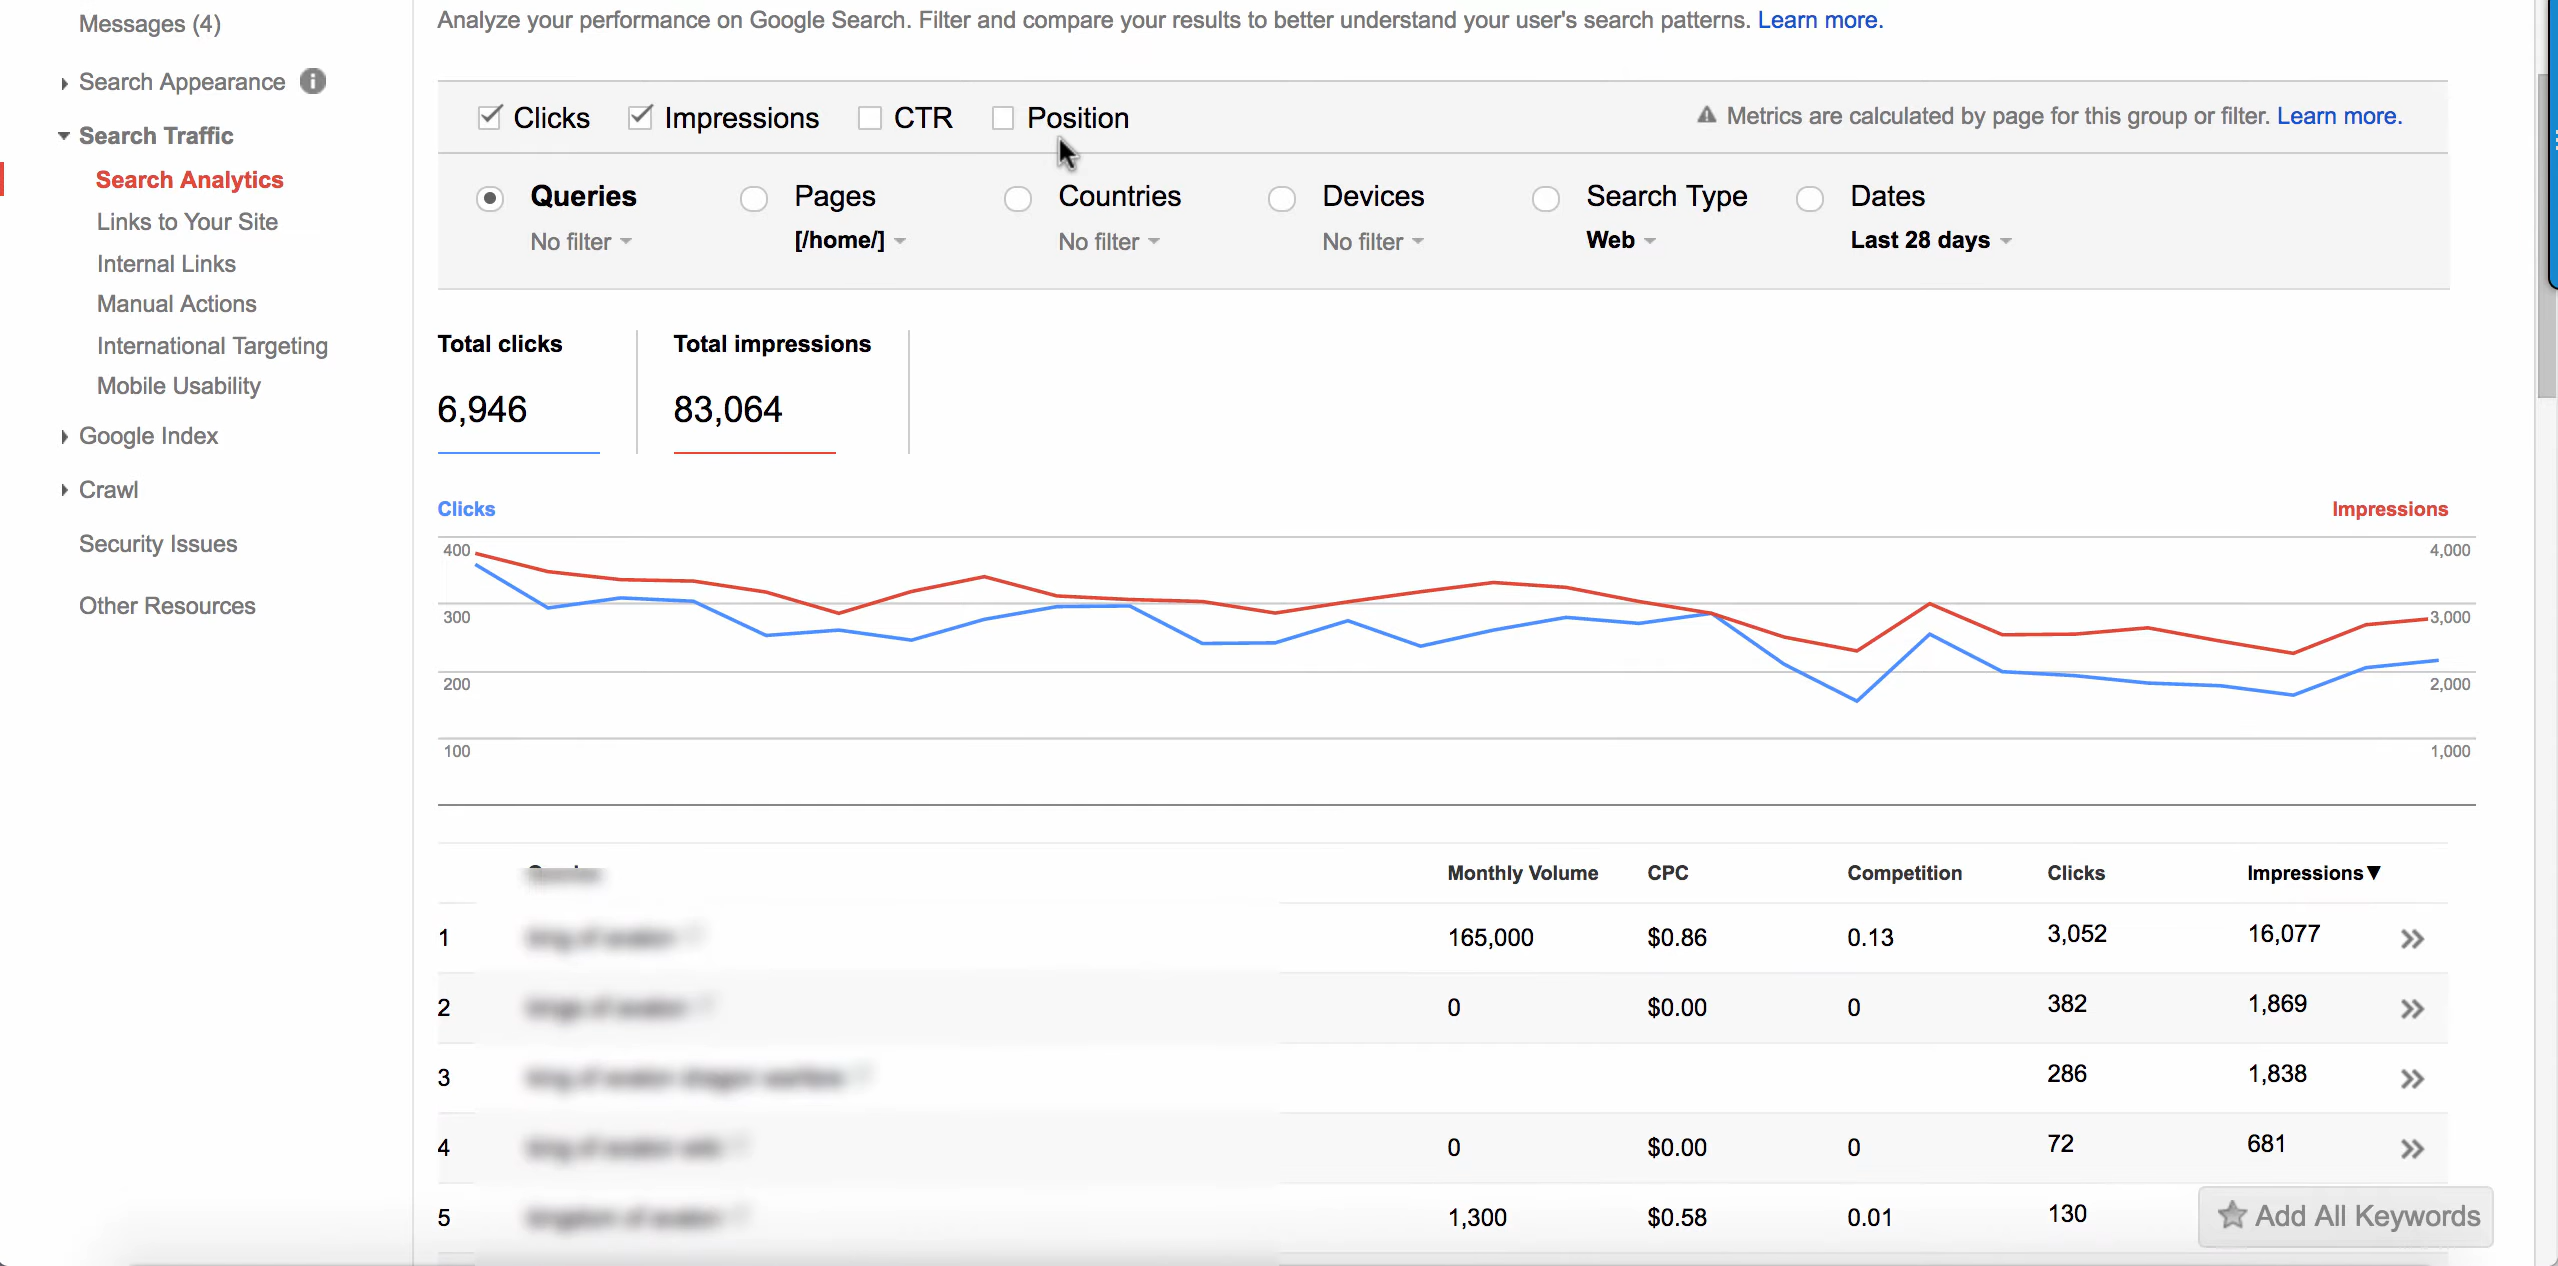 Messages (4)
Search Appearance
Search Traffic
Search Analytics
Links to Your Site
Internal Links
Manual Actions
International Targeting
Mobile Usability
Google Index
Crawl
Security Issues
Other Resources
Analyze your performance on Google Search. Filter and compare your results to better understand your user's search patterns. Learn more.
Clicks Impressions CTR Position Metrics are calculated by page for this group or filter. Learn more.
Queries Pages Countries Devices Search Type Dates
No filter [/home/] No filter No filter Web Last 28 days
Total clicks Total impressions
6,946 83,064
Clicks Impressions
400 4,000
300 3,000
200 2,000
100 1,000
Monthly Volume CPC Competition Clicks Impressions▼
1 165,000 $0.86 0.13 3,052 16,077 »
2 0 $0.00 0 382 1,869 »
3 286 1,838 »
4 0 $0.00 0 72 681 »
5 1,300 $0.58 0.01 130
Add All Keywords